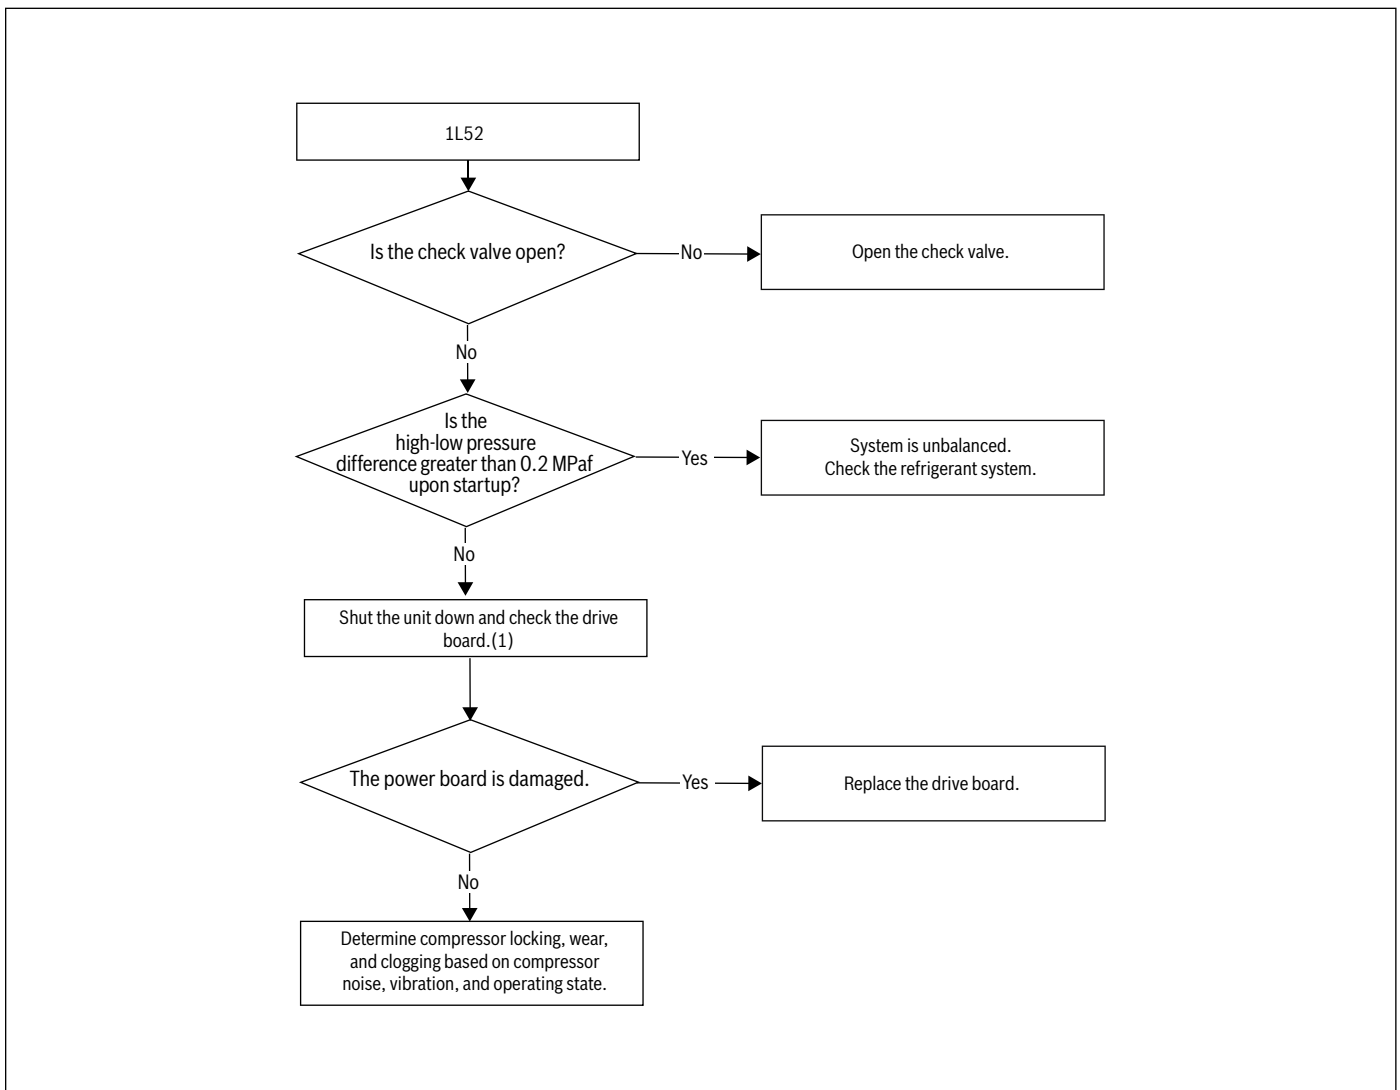 1L52
Is the check valve open?
No
Open the check valve.
No
Is the
high-low pressure
difference greater than 0.2 MPaf
upon startup?
Yes
System is unbalanced.
Check the refrigerant system.
No
Shut the unit down and check the drive
board.(1)
The power board is damaged.
Yes
Replace the drive board.
No
Determine compressor locking, wear,
and clogging based on compressor
noise, vibration, and operating state.